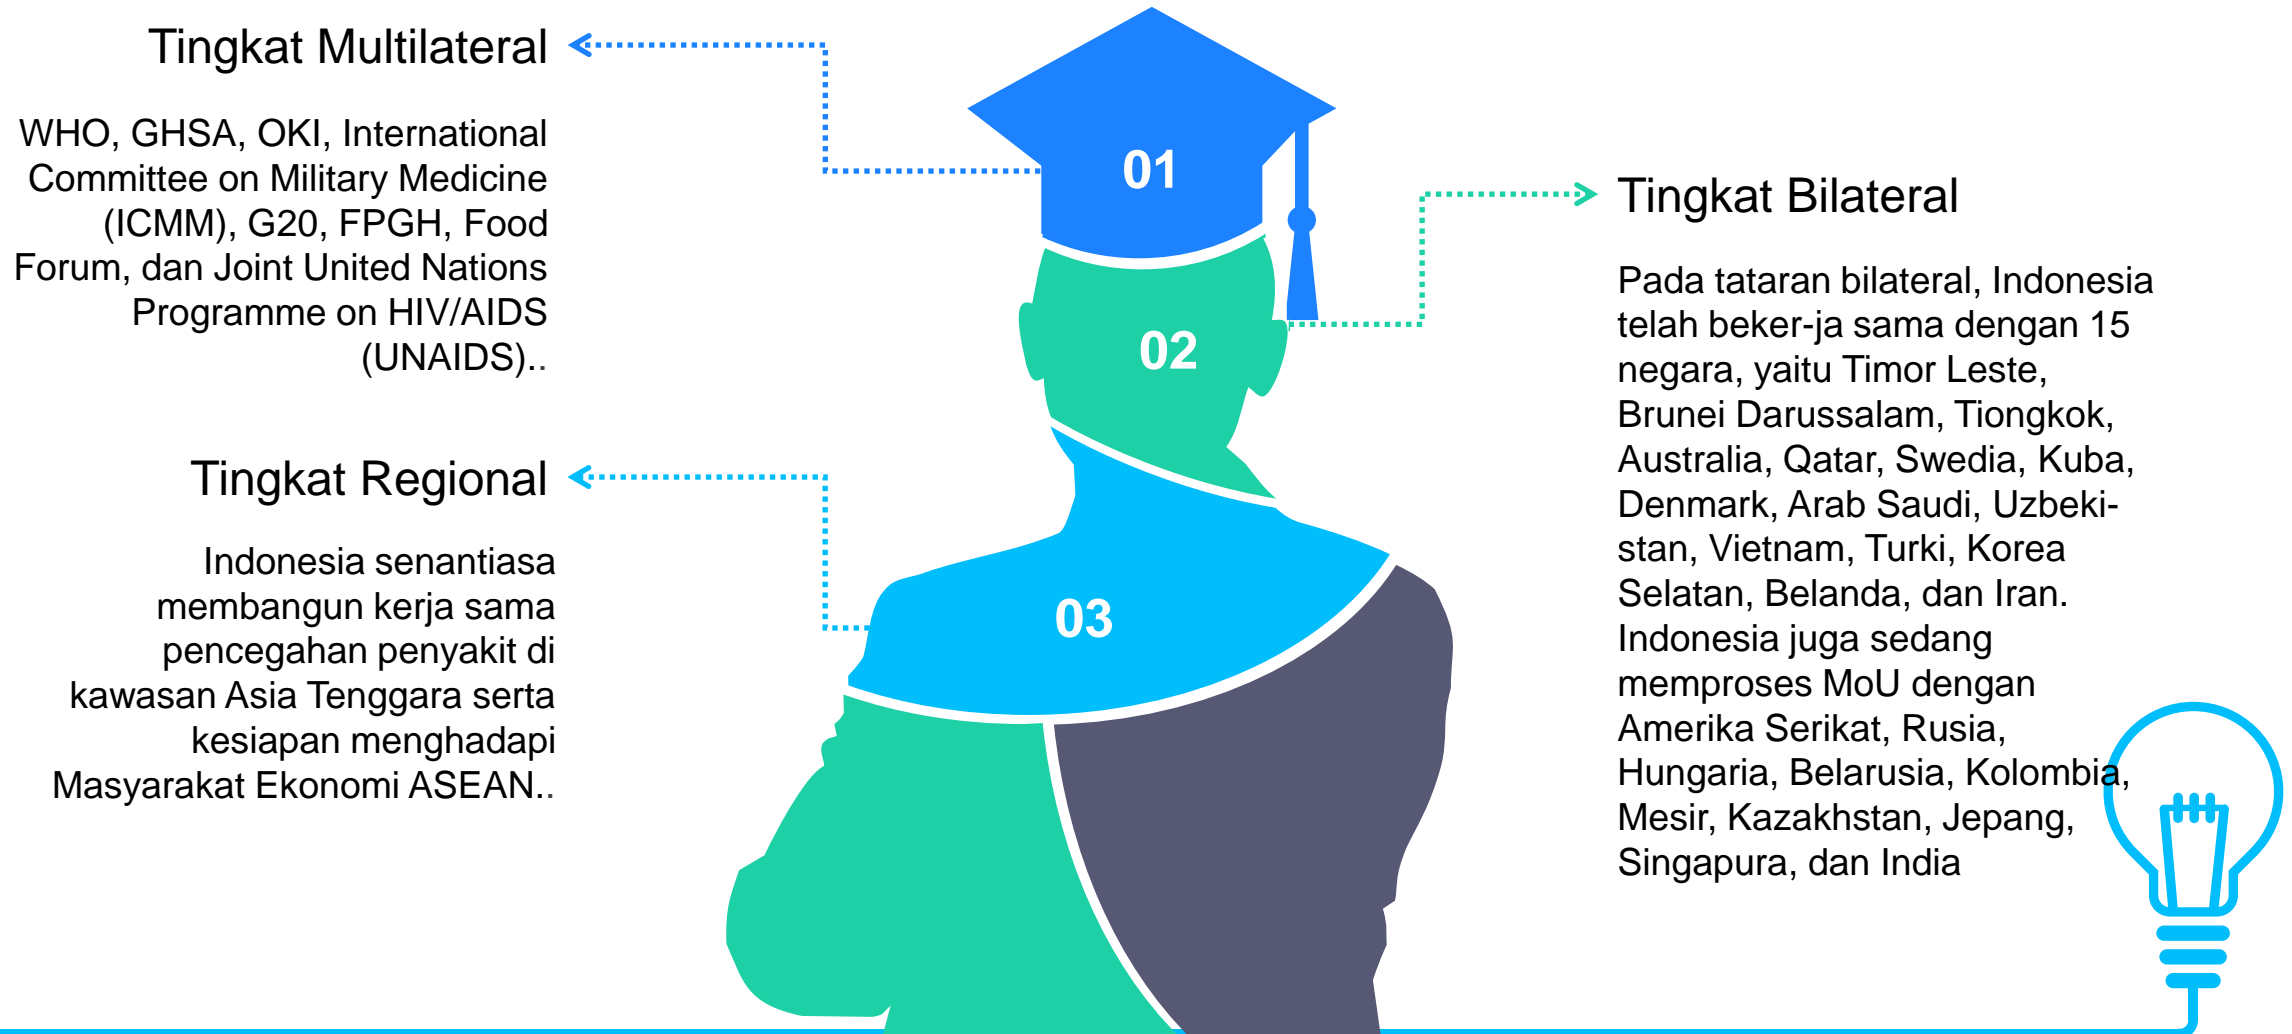 Tingkat Multilateral
WHO, GHSA, OKI, International
Committee on Military Medicine
(ICMM), G20, FPGH, Food
Forum, dan Joint United Nations
Programme on HIV/AIDS
(UNAIDS)..
Tingkat Regional
Indonesia senantiasa
membangun kerja sama
pencegahan penyakit di
kawasan Asia Tenggara serta
kesiapan menghadapi
Masyarakat Ekonomi ASEAN..
01
02
03
Tingkat Bilateral
Pada tataran bilateral, Indonesia
telah beker-ja sama dengan 15
negara, yaitu Timor Leste,
Brunei Darussalam, Tiongkok,
Australia, Qatar, Swedia, Kuba,
Denmark, Arab Saudi, Uzbeki-
stan, Vietnam, Turki, Korea
Selatan, Belanda, dan Iran.
Indonesia juga sedang
memproses MoU dengan
Amerika Serikat, Rusia,
Hungaria, Belarusia, Kolombia,
Mesir, Kazakhstan, Jepang,
Singapura, dan India